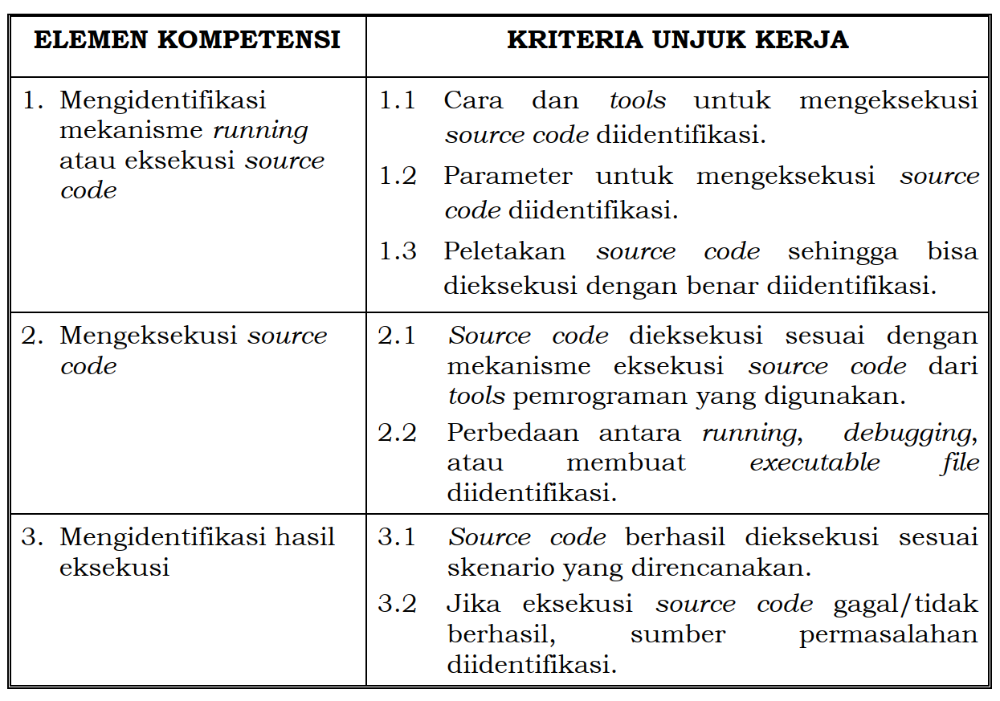 ELEMEN KOMPETENSI
KRITERIA UNJUK KERJA
1. Mengidentifikasi
mekanisme running
atau eksekusi source
code
1.1 Cara dan tools untuk mengeksekusi
source code diidentifikasi.
1.2 Parameter untuk mengeksekusi source
code diidentifikasi.
1.3 Peletakan source code sehingga bisa
dieksekusi dengan benar diidentifikasi.
2. Mengeksekusi source
code
2.1 Source code dieksekusi sesuai dengan
mekanisme eksekusi source code dari
tools pemrograman yang digunakan.
2.2 Perbedaan antara running, debugging,
atau membuat executable file
diidentifikasi.
3. Mengidentifikasi hasil
eksekusi
3.1 Source code berhasil dieksekusi sesuai
skenario yang direncanakan.
3.2 Jika eksekusi source code gagal/tidak
berhasil, sumber permasalahan
diidentifikasi.